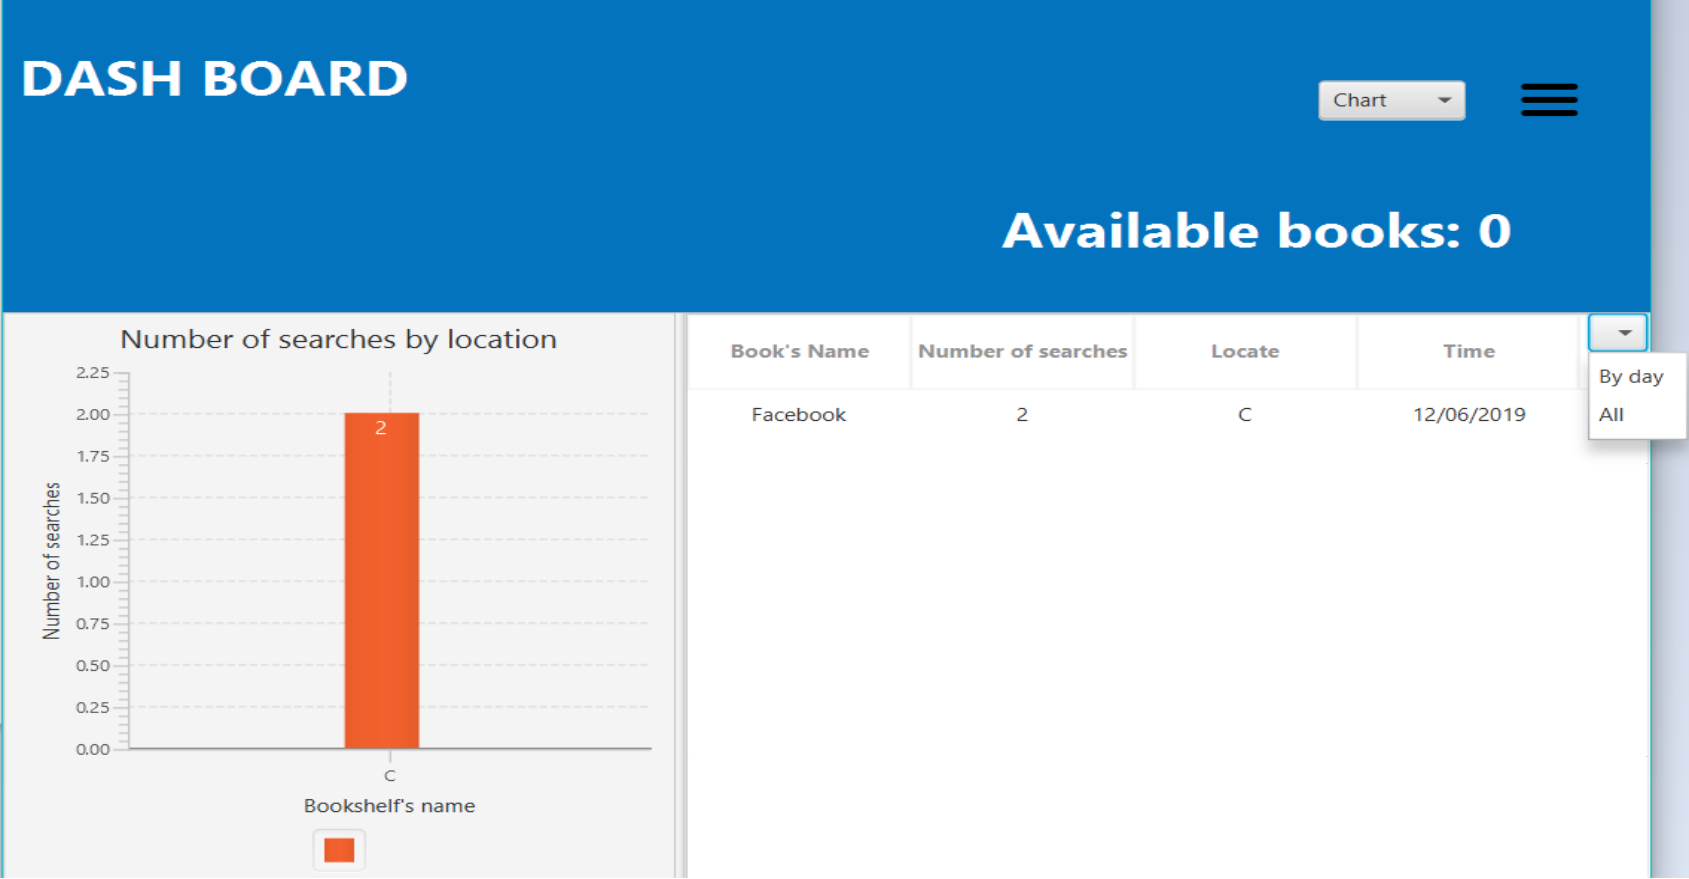 DASH BOARD
Chart
Available books: 0
Number of searches by location
2.25
2.00
1.75
1.50
1.25
1.00
0.75
0.50
0.25
0.00
Number of searches
2
C
Bookshelf's name
Book's Name Number of searches Locate Time
Facebook 2 C 12/06/2019
By day
All